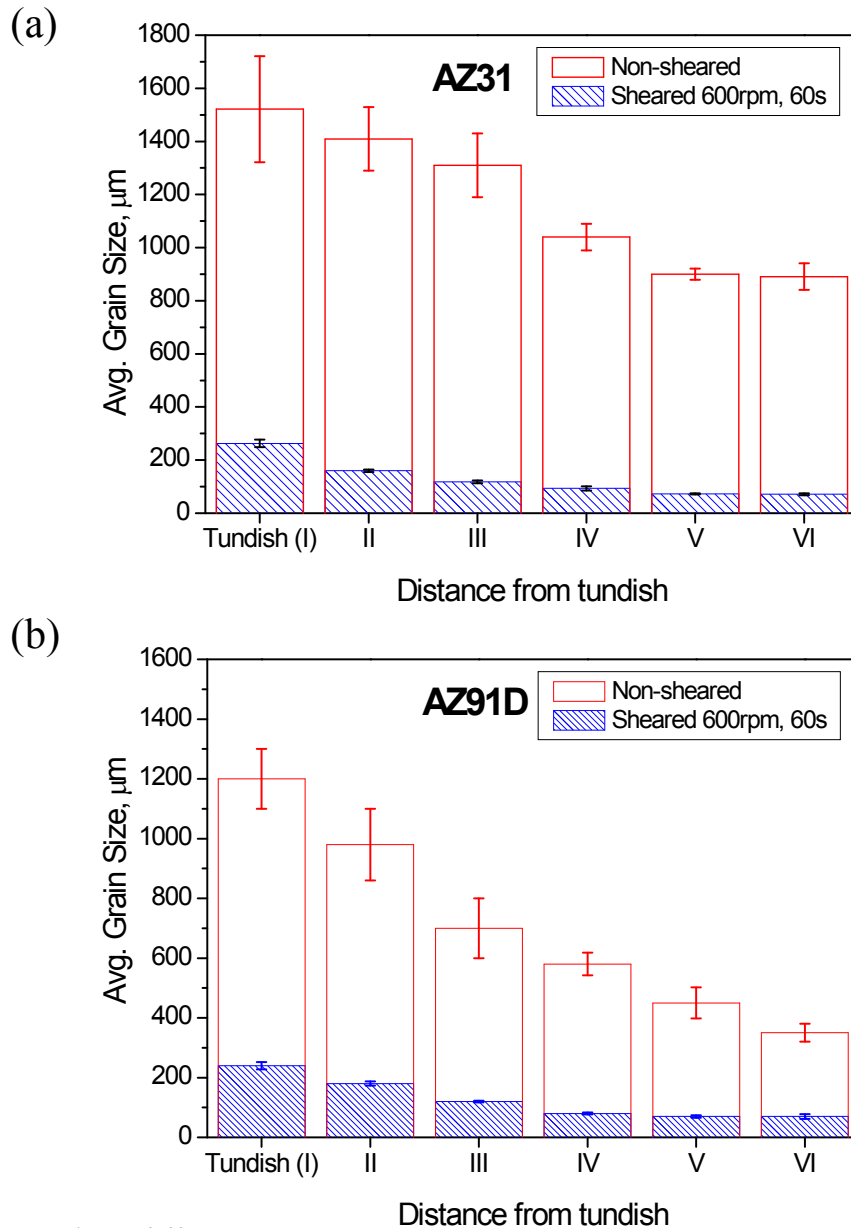 (a)
1800
1600
1400
1200
1000
800
600
400
200
0
Avg. Grain Size, μm
AZ31
Non-sheared
Sheared 600rpm, 60s
Tundish (I) II III IV V VI
Distance from tundish
(b)
1600
1400
1200
1000
800
600
400
200
0
Avg. Grain Size, μm
AZ91D
Non-sheared
Sheared 600rpm, 60s
Tundish (I) II III IV V VI
Distance from tundish